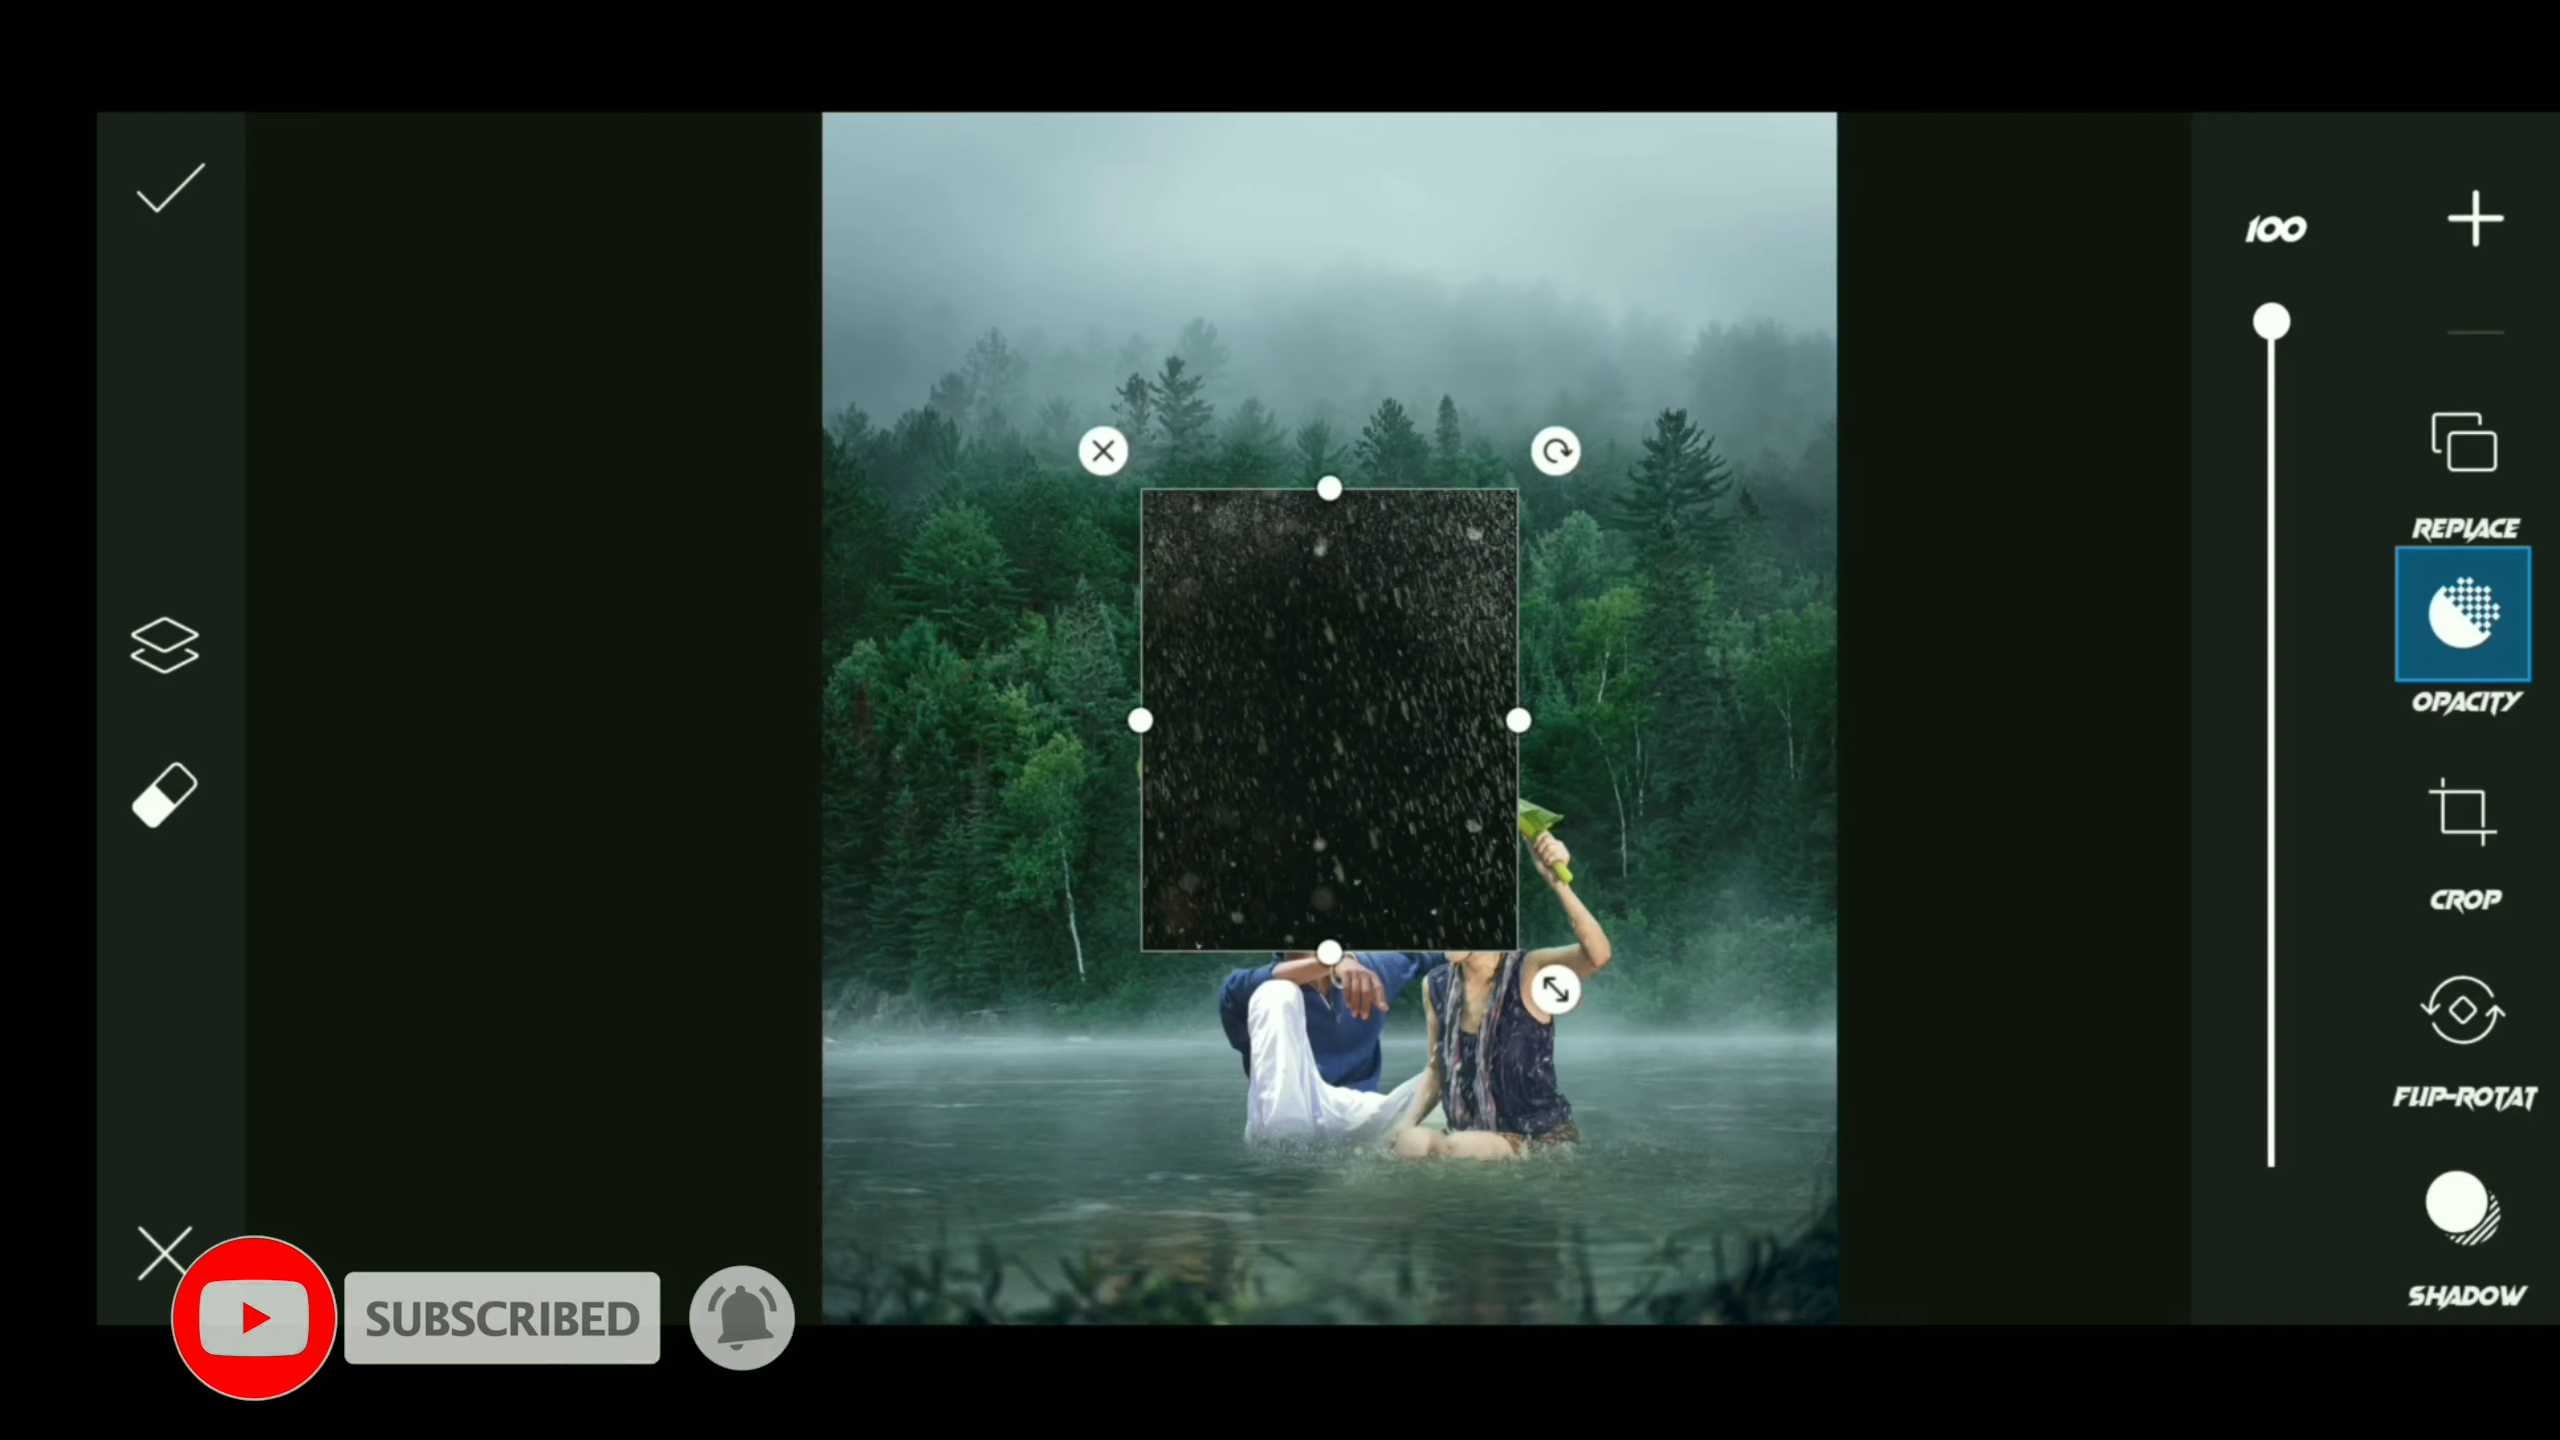 100
REPLACE
OPACITY
CROP
FLIP-ROTAT
SHADOW
SUBSCRIBED